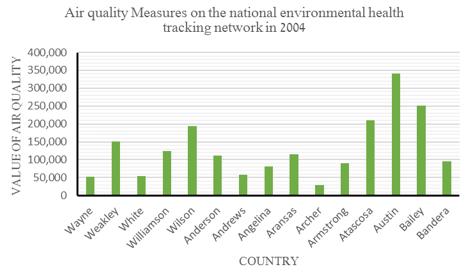 Air quality Measures on the national environmental health
tracking network in 2004
VALUE OF AIR QUALITY
400,000
350,000
300,000
250,000
200,000
150,000
100,000
50,000
0
Wayne
Weakley
White
Williamson
Wilson
Anderson
Andrews
Angelina
Aransas
Archer
Armstrong
Atascosa
Austin
Bailey
Bandera
COUNTRY